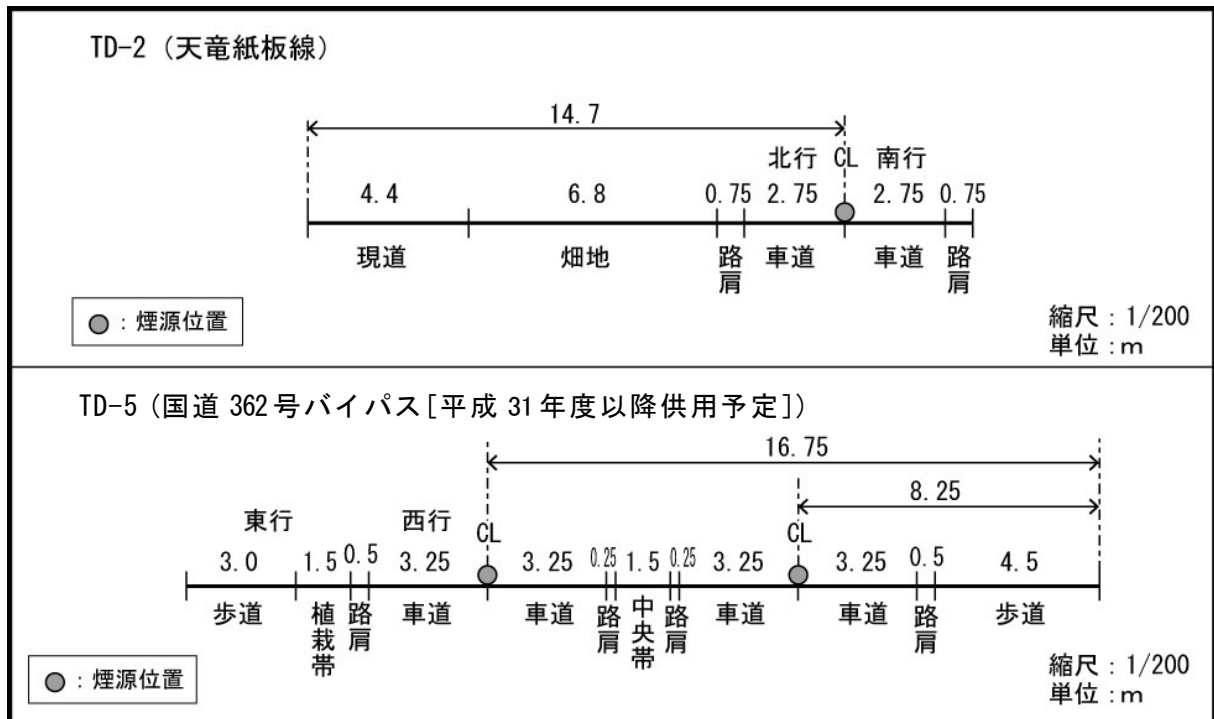 TD-2（天竜紙板線）
14.7
北行 CL 南行
4.4 6.8 0.75 2.75 2.75 0.75
現道 畑地 路肩 車道 車道 路肩
：煙源位置
縮尺：1/200
単位：m
TD-5（国道362号バイパス[平成31年度以降供用予定]）
16.75
8.25
東行 西行 CL CL
3.0 1.5 0.5 3.25 3.25 0.25 1.5 0.25 3.25 3.25 0.5 4.5
歩道 植栽帯 路肩 車道 車道 路肩 中央帯 路肩 車道 車道 路肩 歩道
：煙源位置
縮尺：1/200
単位：m